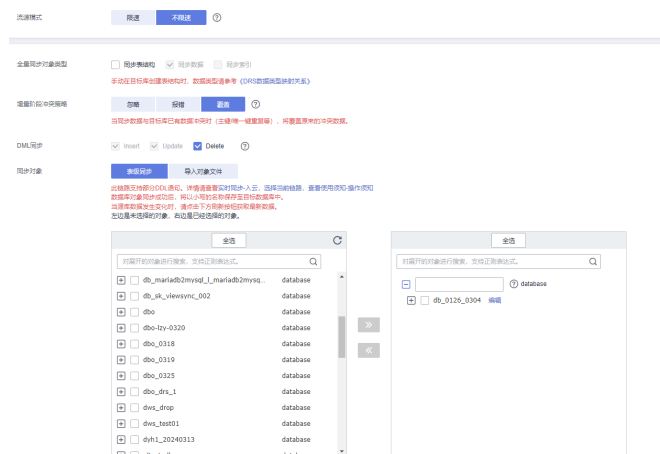 流速模式 限速 不限速
全量同步对象类型 同步表结构 同步数据 同步索引
手动在目标库创建表结构时，数据类型请参考《DRS数据类型映射关系》
增量阶段冲突策略 忽略 报错 覆盖
当同步数据与目标库已有数据冲突时（主键/唯一键重复等），将覆盖原来的冲突数据。
DML同步 Insert Update Delete
同步对象 表级同步 导入对象文件
此链路支持部分DDL语句。详情请查看实时同步-入云，选择当前链路，查看使用须知-操作须知
数据库对象同步成功后，将以小写的名称保存至目标数据库中。
当源库数据发生变化时，请点击下方刷新按钮获取最新数据。
左边是未选择的对象，右边是已经选择的对象。
全选
对展开的对象进行搜索，支持正则表达式。
db_mariadb2mysql_l_mariadb2mysq... database
db_sk_viewsync_002 database
dbo database
dbo-lzy-0320 database
dbo_0318 database
dbo_0319 database
dbo_0325 database
dbo_drs_1 database
dws_drop database
dws_test01 database
dyh1_20240313 database
全选
对展开的对象进行搜索，支持正则表达式。
database
db_0126_0304 编辑